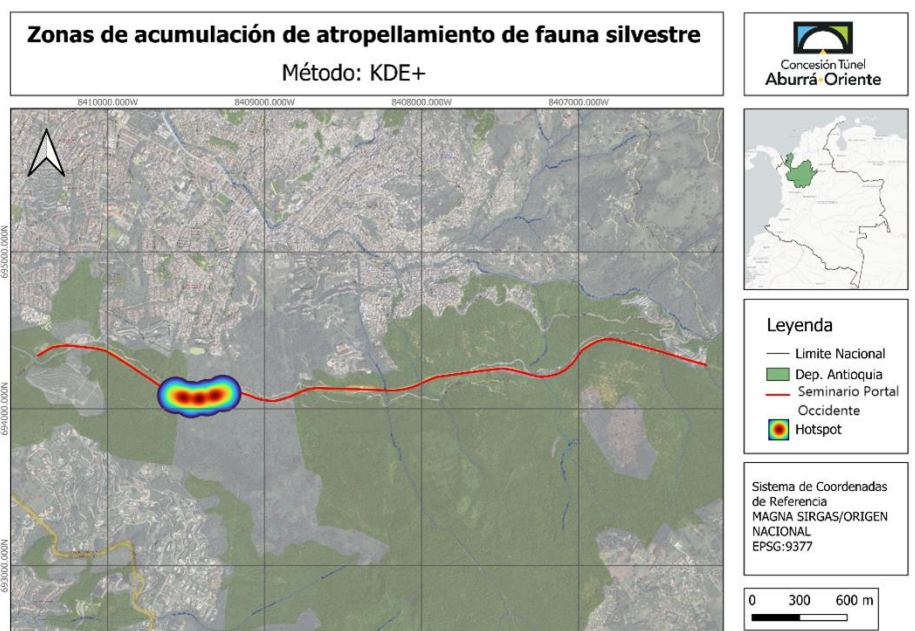 Zonas de acumulación de atropellamiento de fauna silvestre
Método: KDE+
Concesión Túnel
Aburrá Oriente
8410000.000W
8409000.000W
8408000.000W
8407000.000W
695000.000N
694000.000N
693000.000N
Leyenda
Limite Nacional
Dep. Antioquia
Seminario Portal
Occidente
Hotspot
Sistema de Coordenadas
de Referencia
MAGNA SIRGAS/ORIGEN
NACIONAL
EPSG:9377
0 300 600 m